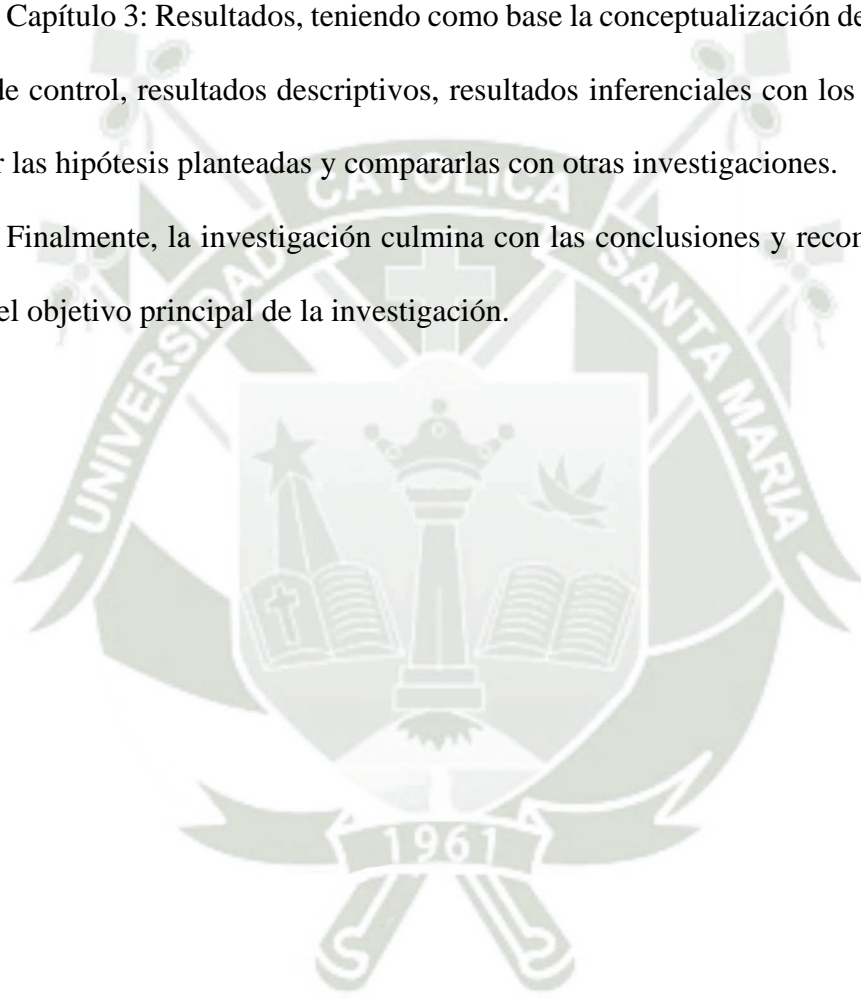 Capítulo 3: Resultados, teniendo como base la conceptualización de
de control, resultados descriptivos, resultados inferenciales con los
r las hipótesis planteadas y compararlas con otras investigaciones.
Finalmente, la investigación culmina con las conclusiones y recor
el objetivo principal de la investigación.
UNIVERSIDAD CATOLICA SANTA MARIA
1961